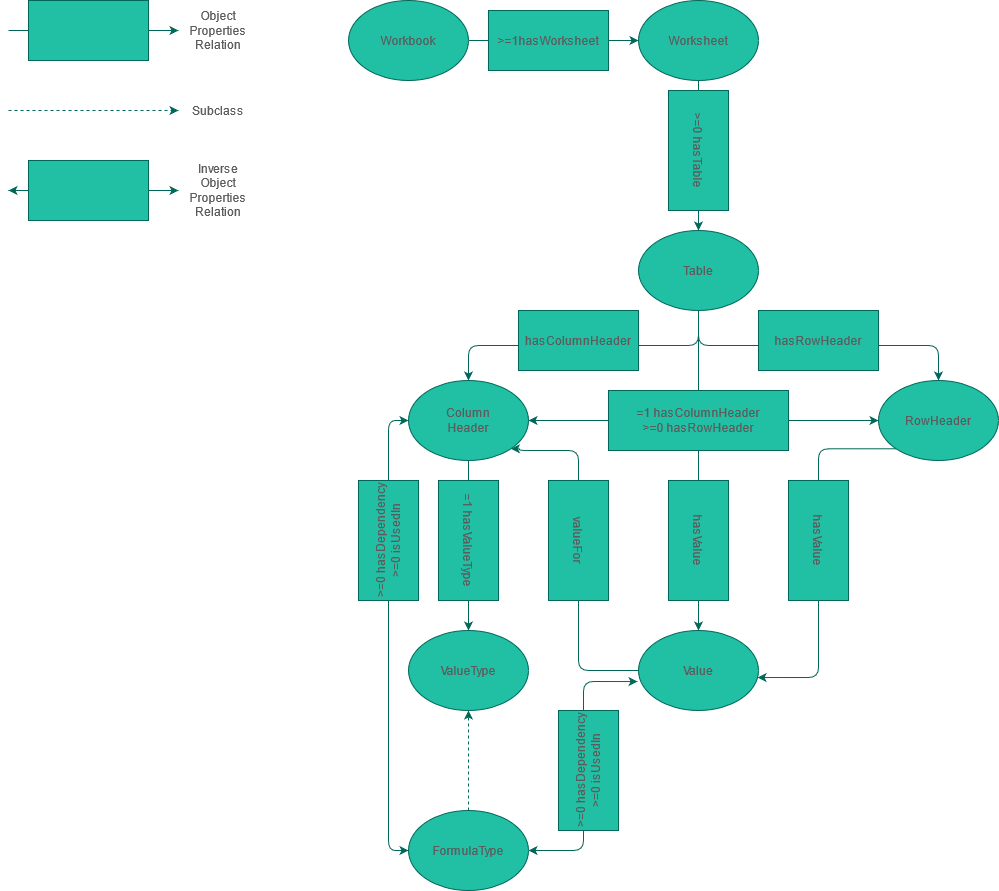 Object
Properties
Relation
Subclass
Inverse
Object
Properties
Relation
Workbook
>=1hasWorksheet
Worksheet
>=0 hasTable
Table
hasColumnHeader
hasRowHeader
Column
Header
=1 hasColumnHeader
>=0 hasRowHeader
RowHeader
>=0 hasDependency
>=0 isUsedIn
=1 hasValueType
valueFor
hasValue
hasValue
ValueType
Value
>=0 hasDependency
>=0 isUsedIn
FormulaType